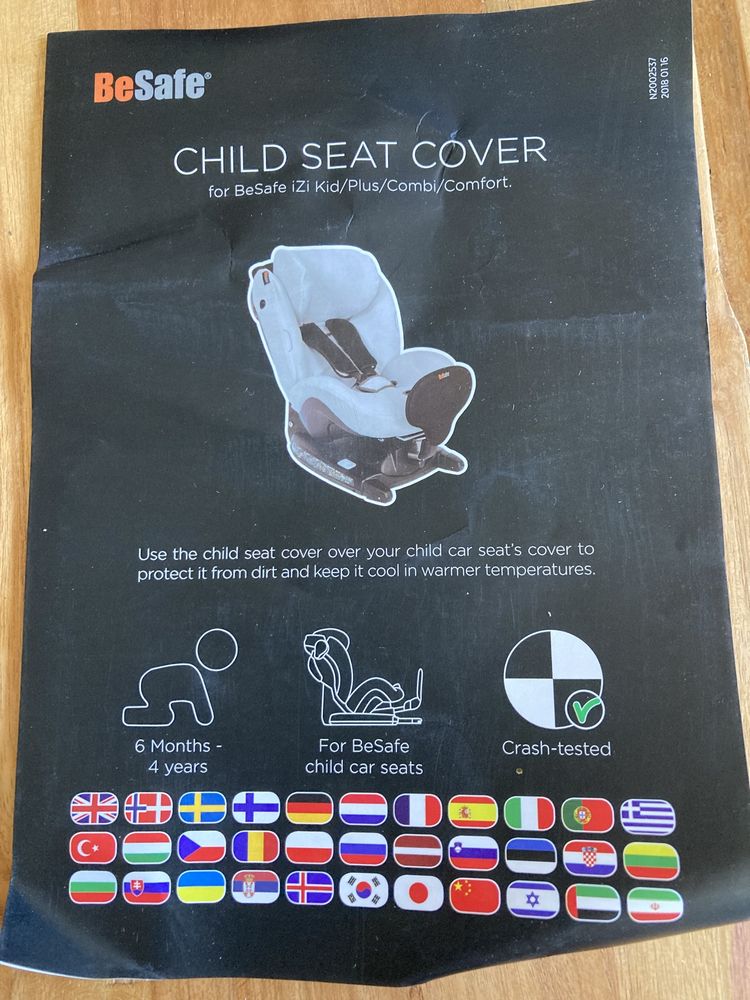 BeSafe®
N2002537
2018 01 16
CHILD SEAT COVER
for BeSafe iZi Kid/Plus/Combi/Comfort.
BeSafe
Use the child seat cover over your child car seat's cover to
protect it from dirt and keep it cool in warmer temperatures.
6 Months -
4 years
For BeSafe
child car seats
Crash-tested